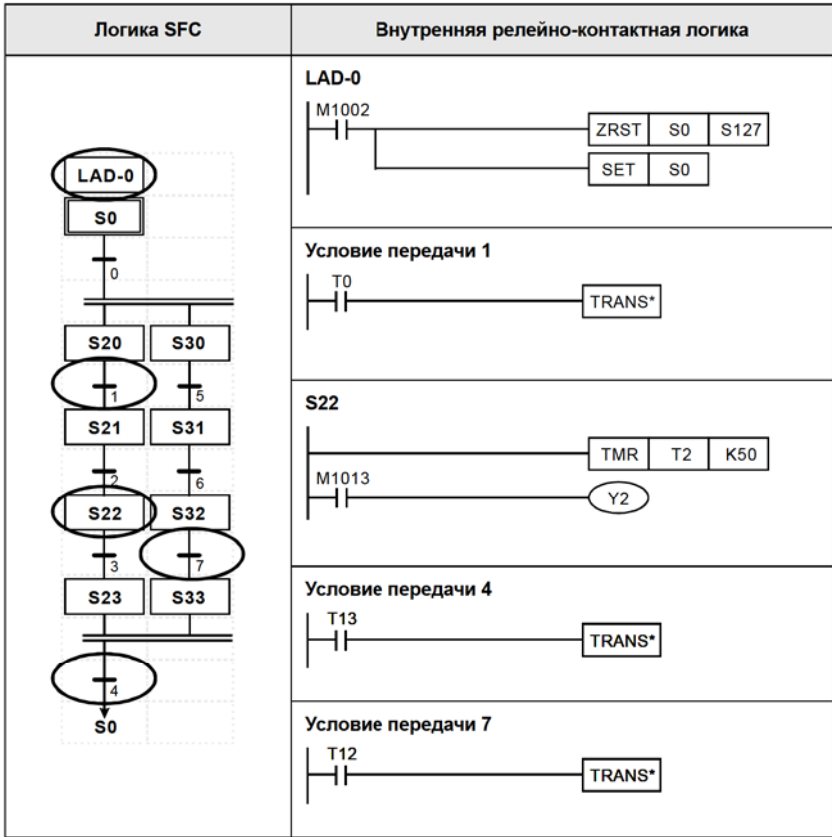 Логика SFC
Внутренняя релейно-контактная логика
LAD-0
S0
0
S20 S30
1 5
S21 S31
2 6
S22 S32
3 7
S23 S33
4
S0
LAD-0
M1002
ZRST S0 S127
SET S0
Условие передачи 1
T0
TRANS*
S22
TMR T2 K50
M1013
Y2
Условие передачи 4
T13
TRANS*
Условие передачи 7
T12
TRANS*